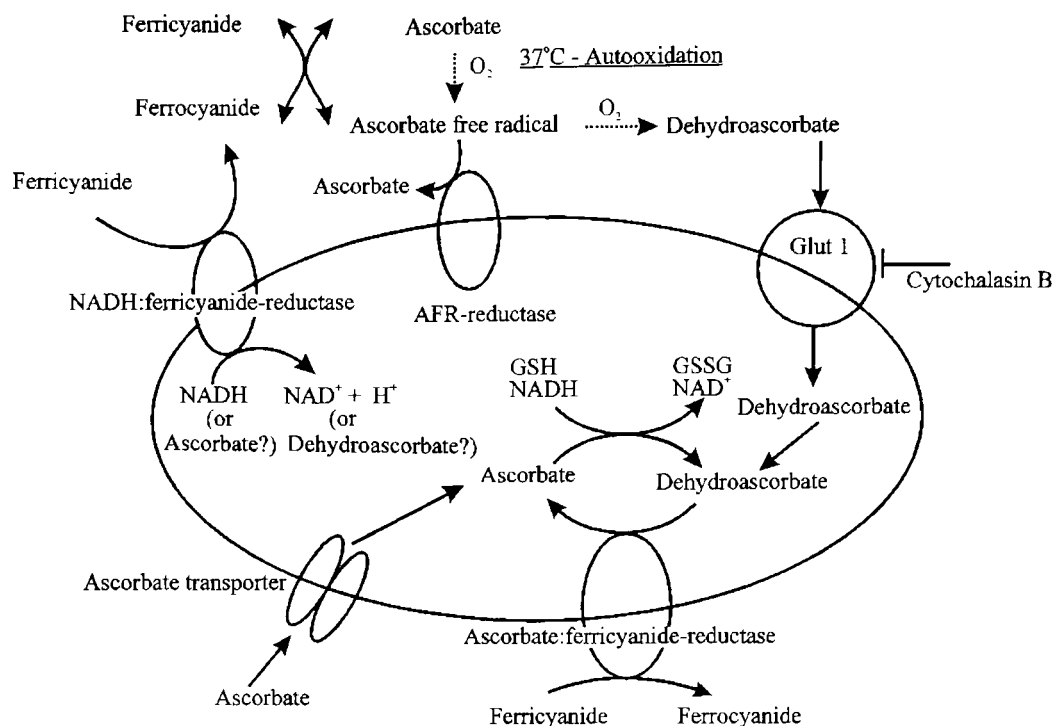 Ferricyanide
Ascorbate
O2
37°C - Autooxidation
Ferrocyanide
Ascorbate free radical
O2
Dehydroascorbate
Ferricyanide
Ascorbate
Glut 1
Cytochalasin B
NADH:ferricyanide-reductase
AFR-reductase
NADH
(or
Ascorbate?)
NAD+ + H+
(or
Dehydroascorbate?)
GSH
NADH
GSSG
NAD+
Dehydroascorbate
Ascorbate
Dehydroascorbate
Ascorbate transporter
Ascorbate:ferricyanide-reductase
Ascorbate
Ferricyanide
Ferrocyanide